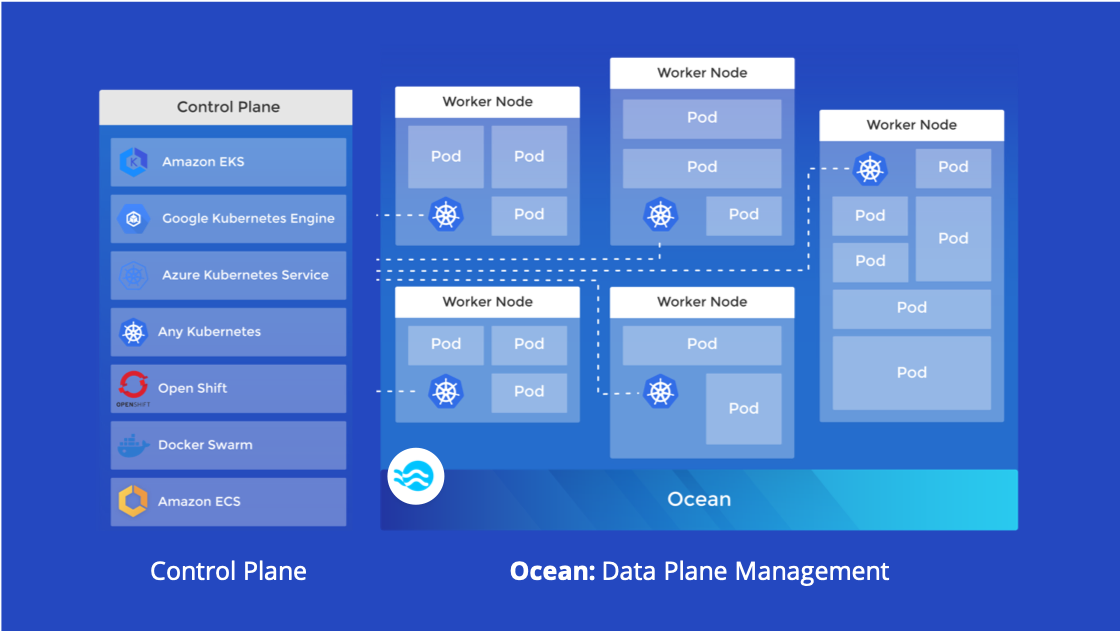 Control Plane
Amazon EKS
Google Kubernetes Engine
Azure Kubernetes Service
Any Kubernetes
OPENSHIFT
Open Shift
Docker Swarm
Amazon ECS
Control Plane
Worker Node
Pod Pod
Pod
Worker Node
Pod
Pod
Pod
Worker Node
Pod
Pod
Pod
Pod
Pod
Pod
Worker Node
Pod Pod
Pod
Worker Node
Pod
Pod
Ocean
Ocean: Data Plane Management